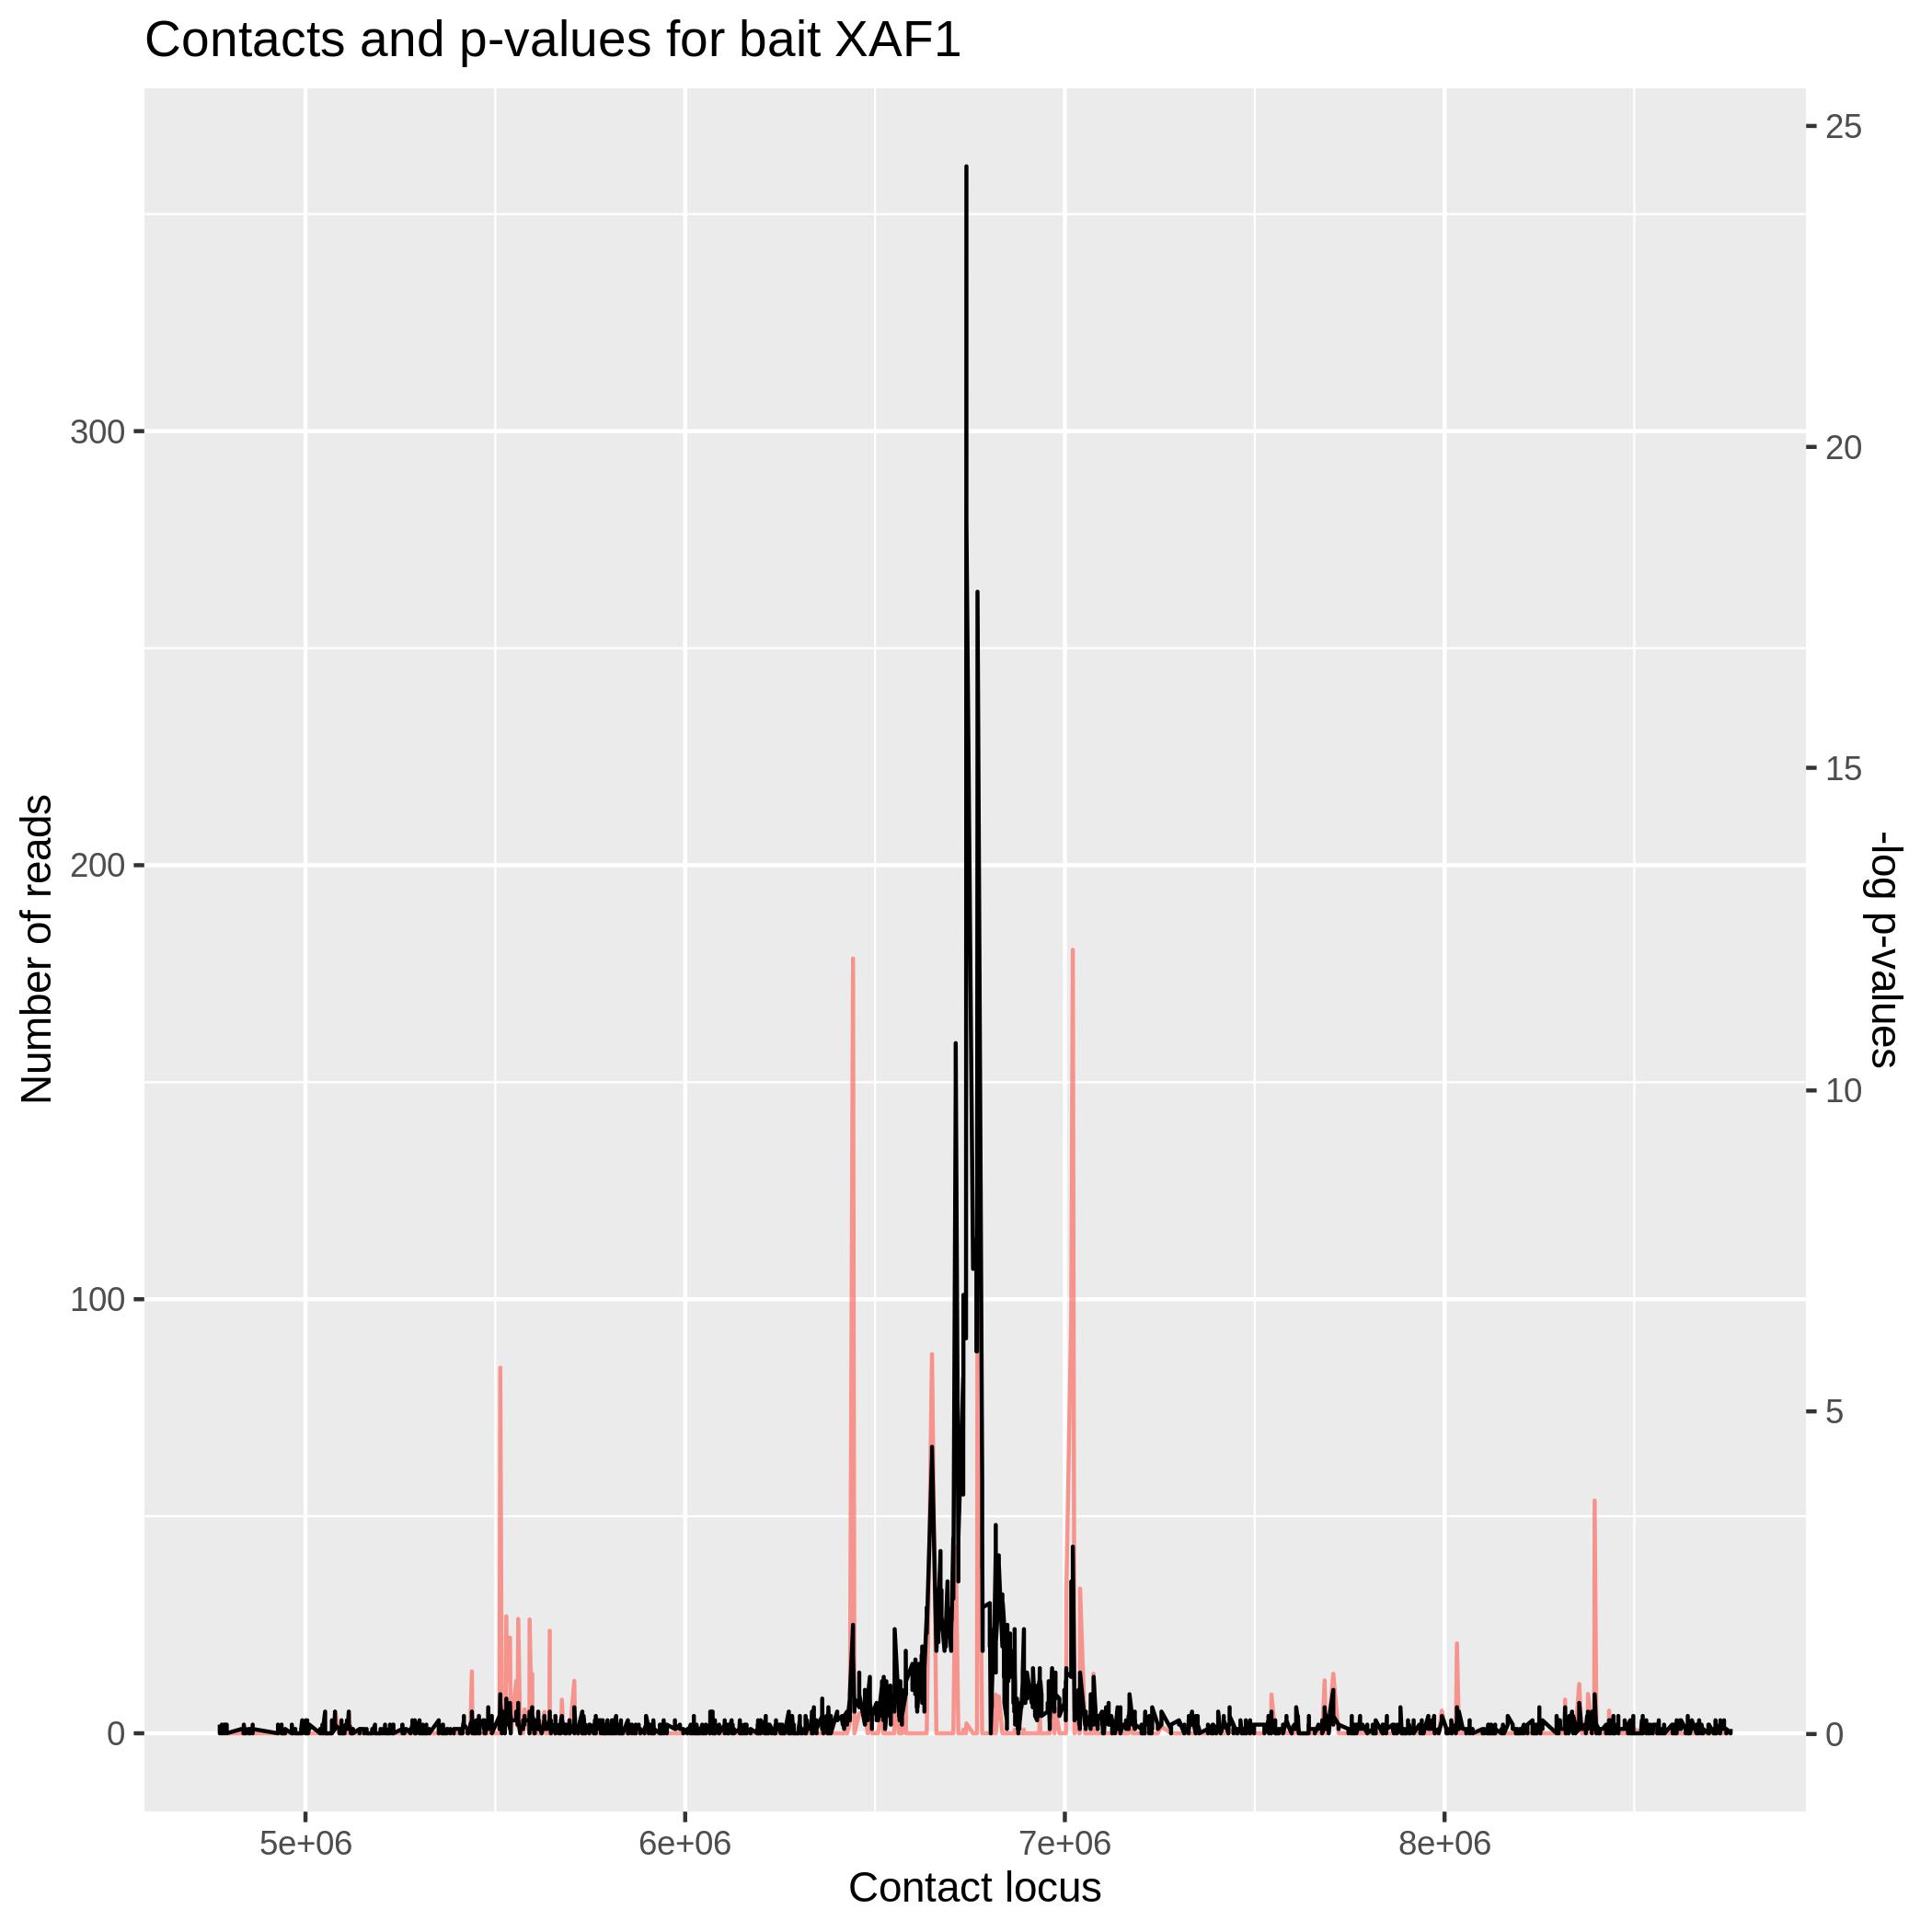 Contacts and p-values for bait XAF1
Number of reads
300
200
100
0
25
20
15
10
5
0
-log p-values
5e+06
6e+06
7e+06
8e+06
Contact locus